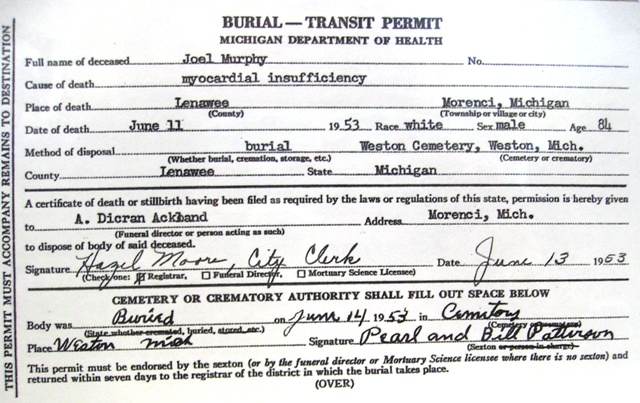 BURIAL — TRANSIT PERMIT
MICHIGAN DEPARTMENT OF HEALTH
Full name of deceased Joel Murphy No.
Cause of death myocardial insufficiency
Place of death Lenawee Morenci, Michigan
(County) (Township or village or city)
Date of death June 11 1953 Race white Sex male Age 84
Method of disposal burial Weston Cemetery, Weston, Mich.
(Whether burial, cremation, storage, etc.) (Cemetery or crematory)
County Lenawee State Michigan
A certificate of death or stillbirth having been filed as required by the laws or regulations of this state, permission is hereby given
to A. Dicran Ackband Address Morenci, Mich.
(Funeral director or person acting as such)
to dispose of body of said deceased.
Signature Hazel Moore, City Clerk Date June 13 1953
(Check one: Registrar, Funeral Director, Mortuary Science Licensee)
CEMETERY OR CREMATORY AUTHORITY SHALL FILL OUT SPACE BELOW
Body was Buried on June 14 1953 in Cemetory
(State whether cremated, buried, stored, etc.) (Cemetery or crematory)
Place Weston Mich Signature Pearl and Bill Patterson
(Sexton or person in charge)
This permit must be endorsed by the sexton (or by the funeral director or Mortuary Science licensee where there is no sexton) and
returned within seven days to the registrar of the district in which the burial takes place.
(OVER)
THIS PERMIT MUST ACCOMPANY REMAINS TO DESTINATION